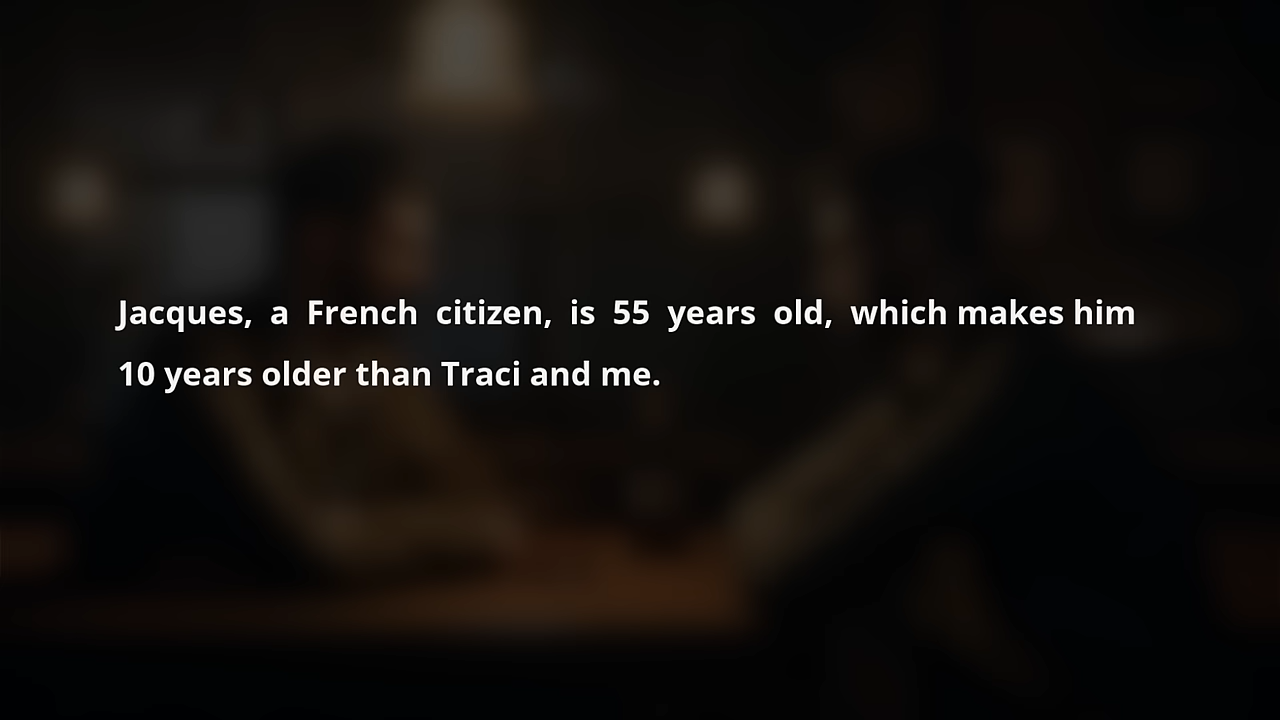 Jacques, a French citizen, is 55 years old, which makes him
10 years older than Traci and me.